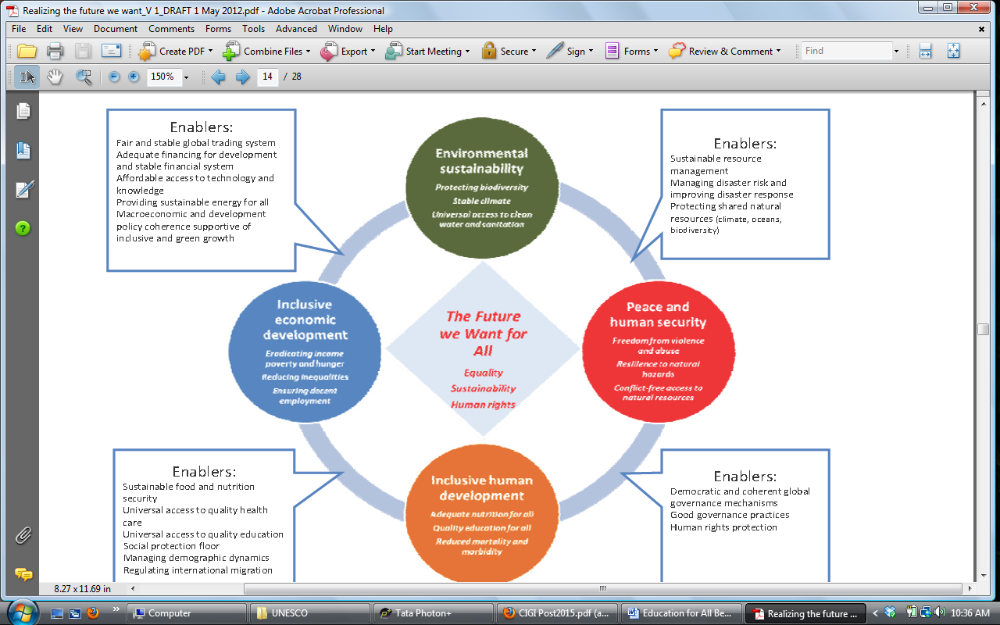 Realizing the future we want_V 1_DRAFT 1 May 2012.pdf - Adobe Acrobat Professional
File Edit View Document Comments Forms Tools Advanced Window Help
Create PDF Combine Files Export Start Meeting Secure Sign Forms Review & Comment Find
150% 14 / 28
Enablers:
Fair and stable global trading system
Adequate financing for development
and stable financial system
Affordable access to technology and
knowledge
Providing sustainable energy for all
Macroeconomic and development
policy coherence supportive of
inclusive and green growth
Environmental
sustainability
Protecting biodiversity
Stable climate
Universal access to clean
water and sanitation
Enablers:
Sustainable resource
management
Managing disaster risk and
improving disaster response
Protecting shared natural
resources (climate, oceans,
biodiversity)
Inclusive
economic
development
Eradicating income
poverty and hunger
Reducing inequalities
Ensuring decent
employment
The Future
we Want for
All
Equality
Sustainability
Human rights
Peace and
human security
Freedom from violence
and abuse
Resilience to natural
hazards
Conflict-free access to
natural resources
Enablers:
Sustainable food and nutrition
security
Universal access to quality health
care
Universal access to quality education
Social protection floor
Managing demographic dynamics
Regulating international migration
Inclusive human
development
Adequate nutrition for all
Quality education for all
Reduced mortality and
morbidity
Enablers:
Democratic and coherent global
governance mechanisms
Good governance practices
Human rights protection
8.27 x 11.69 in
Computer UNESCO Tata Photon+ CIGI Post2015.pdf (a... Education for All Be... Realizing the future ... 10:36 AM